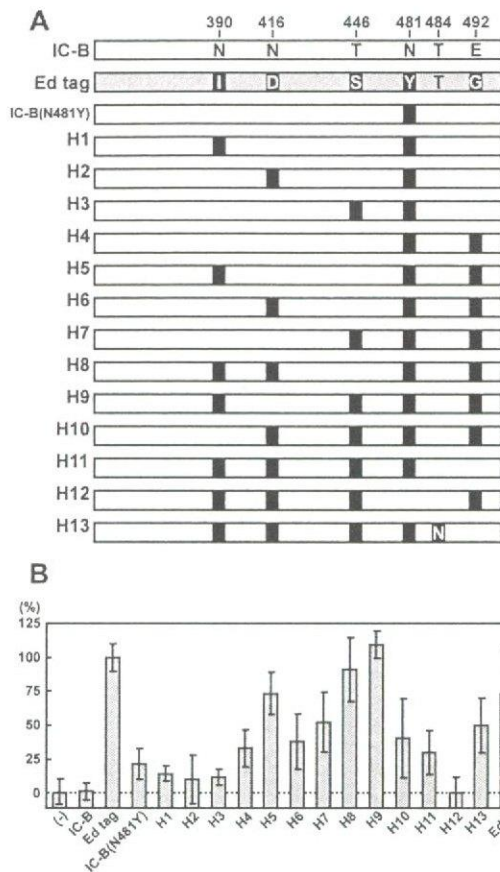 A
390 416 446 481 484 492
IC-B N N T N T E
Ed tag I D S Y T G
IC-B(N481Y)
H1
H2
H3
H4
H5
H6
H7
H8
H9
H10
H11
H12
H13 N
B
(%)
125
100
75
50
25
0
(-) IC-B Ed tag IC-B(N481Y) H1 H2 H3 H4 H5 H6 H7 H8 H9 H10 H11 H12 H13 Ed